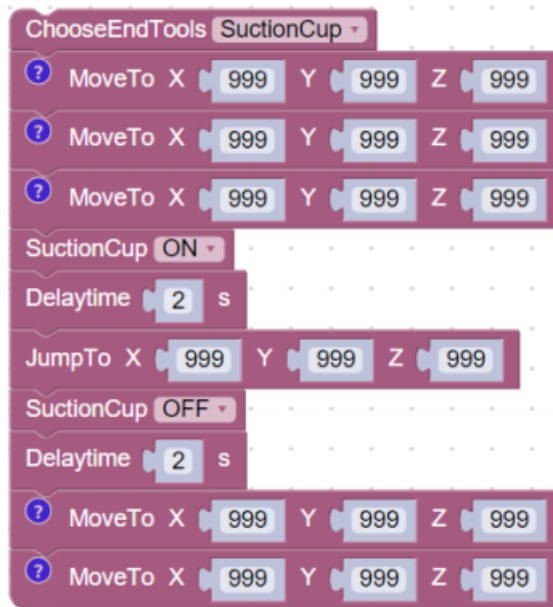 ChooseEndTools SuctionCup
? MoveTo X 999 Y 999 Z 999
? MoveTo X 999 Y 999 Z 999
? MoveTo X 999 Y 999 Z 999
SuctionCup ON
Delaytime 2 s
JumpTo X 999 Y 999 Z 999
SuctionCup OFF
Delaytime 2 s
? MoveTo X 999 Y 999 Z 999
? MoveTo X 999 Y 999 Z 999